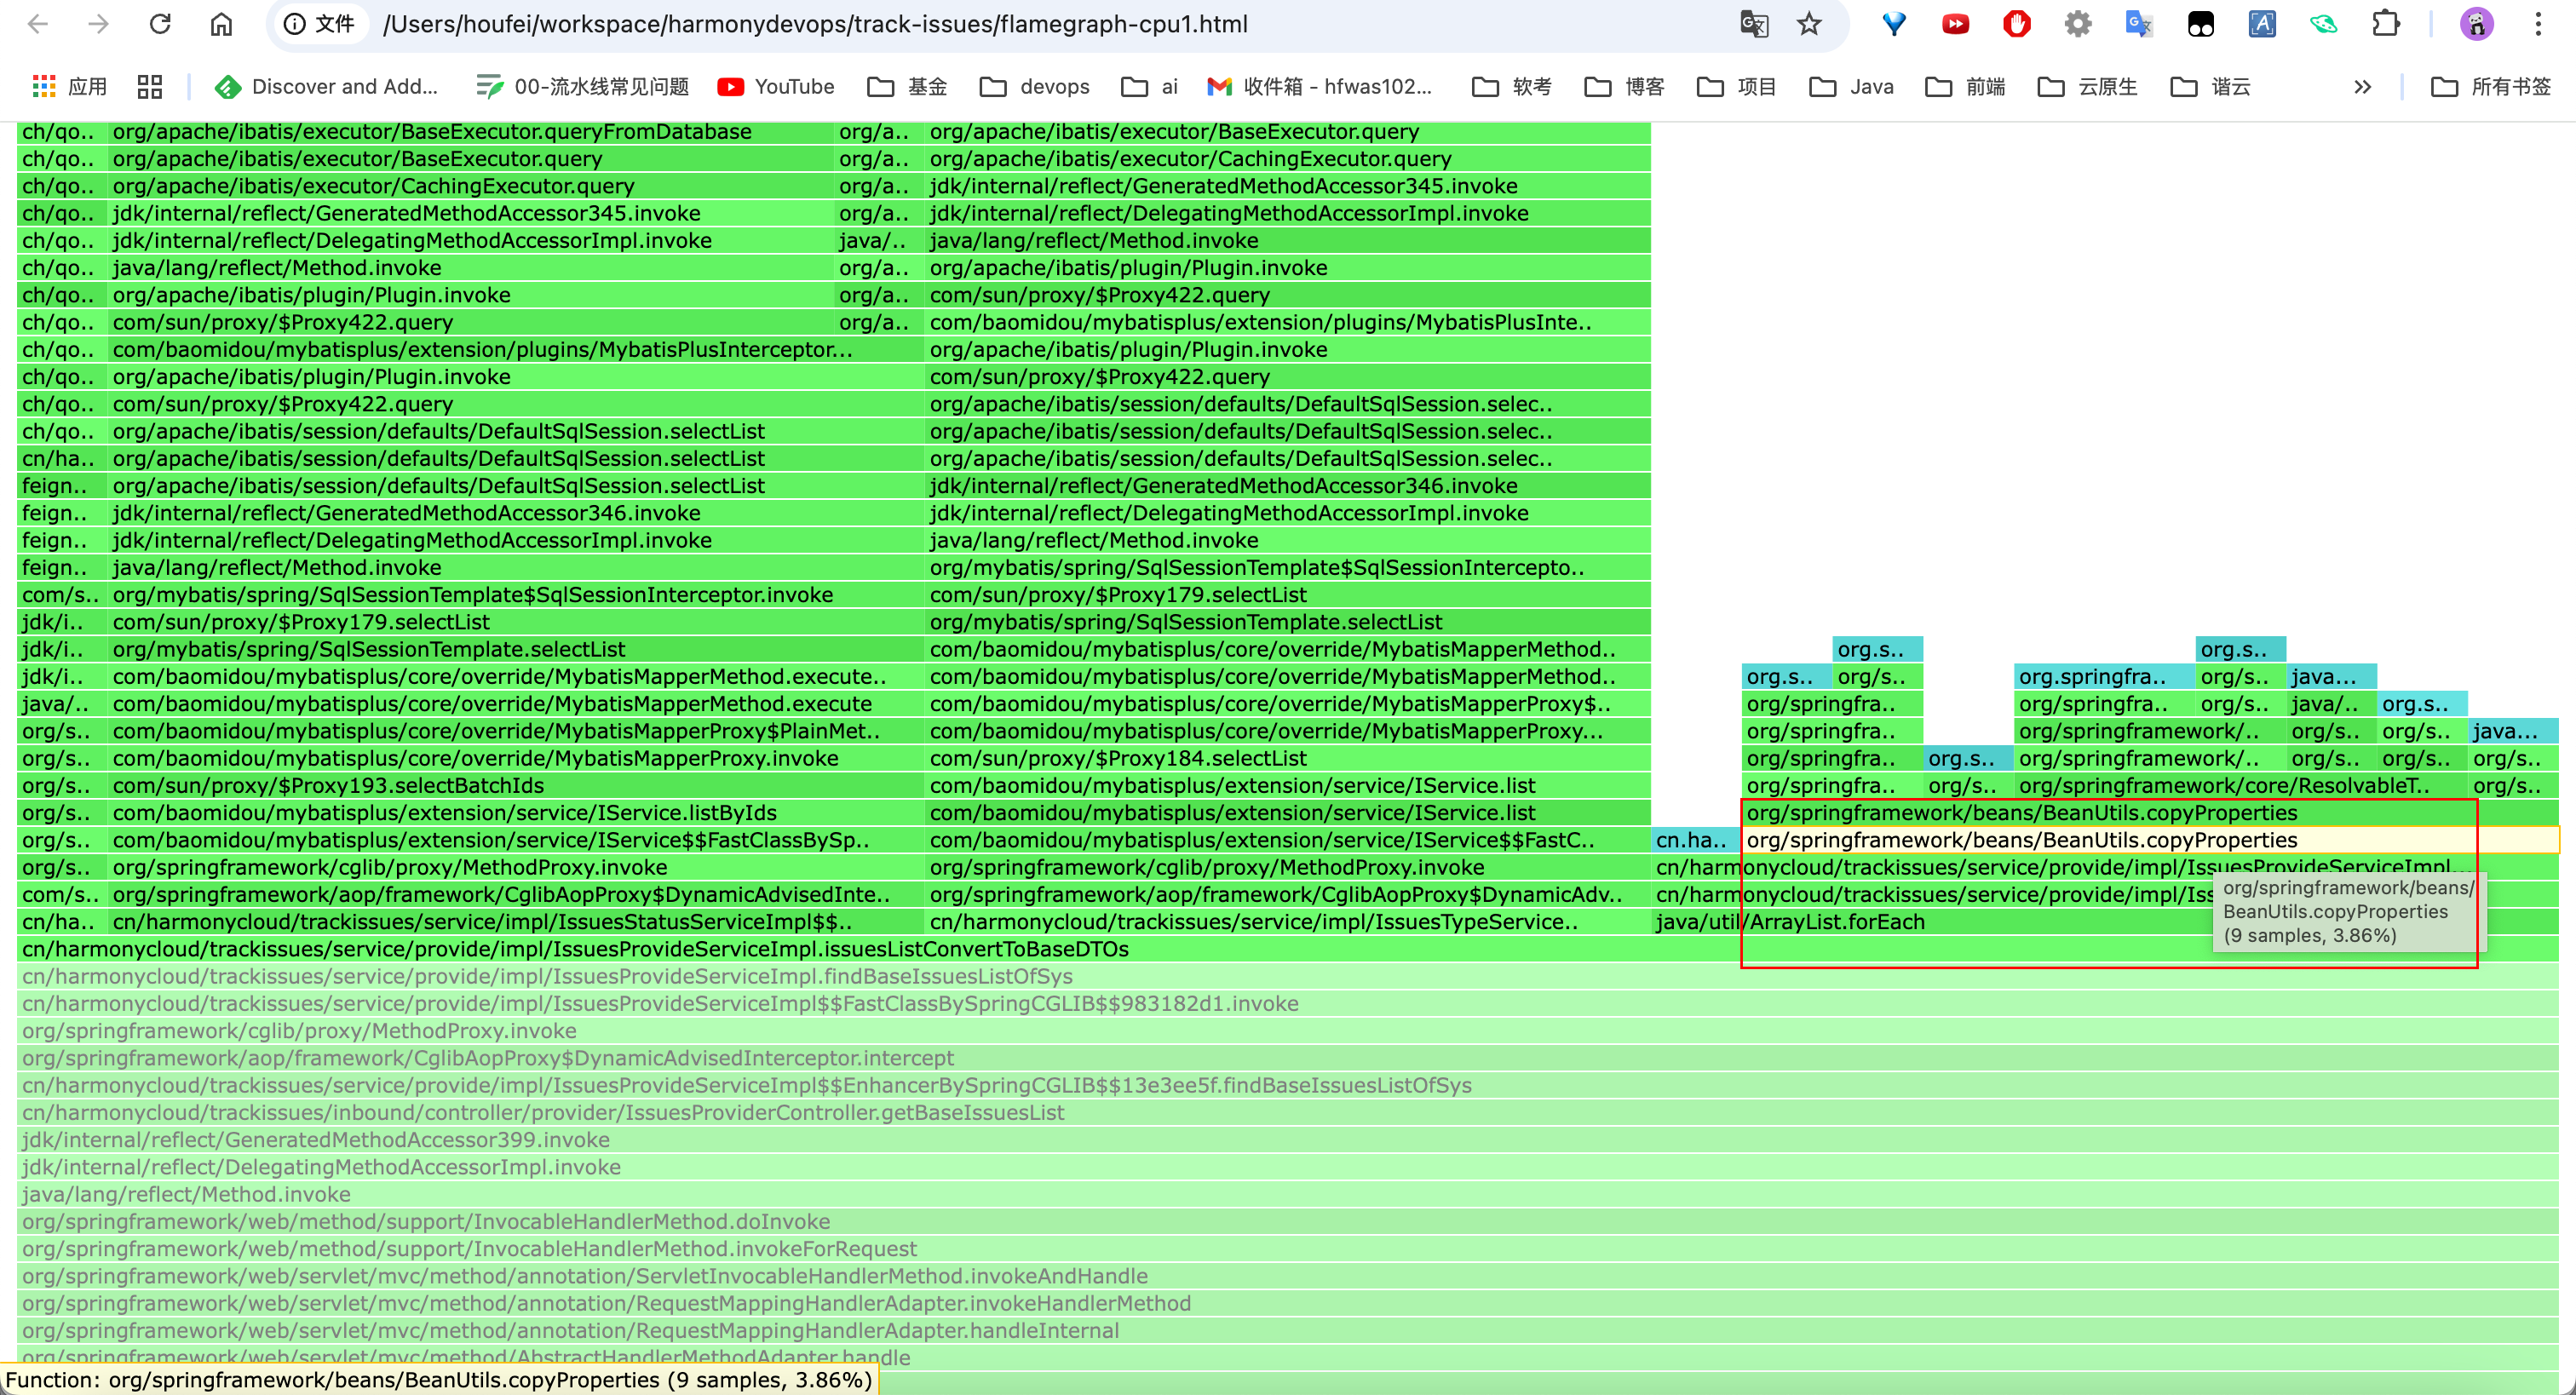 文件 /Users/houfei/workspace/harmonydevops/track-issues/flamegraph-cpu1.html
应用 Discover and Add... 00-流水线常见问题 YouTube 基金 devops ai 收件箱 - hfwas102... 软考 博客 项目 Java 前端 云原生 谐云 » 所有书签
ch/qo.. org/apache/ibatis/executor/BaseExecutor.queryFromDatabase org/a.. org/apache/ibatis/executor/BaseExecutor.query
ch/qo.. org/apache/ibatis/executor/BaseExecutor.query org/a.. org/apache/ibatis/executor/CachingExecutor.query
ch/qo.. org/apache/ibatis/executor/CachingExecutor.query org/a.. jdk/internal/reflect/GeneratedMethodAccessor345.invoke
ch/qo.. jdk/internal/reflect/GeneratedMethodAccessor345.invoke org/a.. jdk/internal/reflect/DelegatingMethodAccessorImpl.invoke
ch/qo.. jdk/internal/reflect/DelegatingMethodAccessorImpl.invoke java/.. java/lang/reflect/Method.invoke
ch/qo.. java/lang/reflect/Method.invoke org/a.. org/apache/ibatis/plugin/Plugin.invoke
ch/qo.. org/apache/ibatis/plugin/Plugin.invoke org/a.. com/sun/proxy/$Proxy422.query
ch/qo.. com/sun/proxy/$Proxy422.query org/a.. com/baomidou/mybatisplus/extension/plugins/MybatisPlusInte..
ch/qo.. com/baomidou/mybatisplus/extension/plugins/MybatisPlusInterceptor... org/apache/ibatis/plugin/Plugin.invoke
ch/qo.. org/apache/ibatis/plugin/Plugin.invoke com/sun/proxy/$Proxy422.query
ch/qo.. com/sun/proxy/$Proxy422.query org/apache/ibatis/session/defaults/DefaultSqlSession.selec..
ch/qo.. org/apache/ibatis/session/defaults/DefaultSqlSession.selectList org/apache/ibatis/session/defaults/DefaultSqlSession.selec..
cn/ha.. org/apache/ibatis/session/defaults/DefaultSqlSession.selectList org/apache/ibatis/session/defaults/DefaultSqlSession.selec..
feign.. org/apache/ibatis/session/defaults/DefaultSqlSession.selectList jdk/internal/reflect/GeneratedMethodAccessor346.invoke
feign.. jdk/internal/reflect/GeneratedMethodAccessor346.invoke jdk/internal/reflect/DelegatingMethodAccessorImpl.invoke
feign.. jdk/internal/reflect/DelegatingMethodAccessorImpl.invoke java/lang/reflect/Method.invoke
feign.. java/lang/reflect/Method.invoke org/mybatis/spring/SqlSessionTemplate$SqlSessionIntercepto..
com/s.. org/mybatis/spring/SqlSessionTemplate$SqlSessionInterceptor.invoke com/sun/proxy/$Proxy179.selectList
jdk/i.. com/sun/proxy/$Proxy179.selectList org/mybatis/spring/SqlSessionTemplate.selectList
jdk/i.. org/mybatis/spring/SqlSessionTemplate.selectList com/baomidou/mybatisplus/core/override/MybatisMapperMethod.. org.s.. org.s..
jdk/i.. com/baomidou/mybatisplus/core/override/MybatisMapperMethod.execute.. com/baomidou/mybatisplus/core/override/MybatisMapperMethod.. org.s.. org/s.. org.springfra.. org/s.. java...
java/.. com/baomidou/mybatisplus/core/override/MybatisMapperMethod.execute com/baomidou/mybatisplus/core/override/MybatisMapperProxy$.. org/springfra.. org/springfra.. org/s.. java/.. org.s..
org/s.. com/baomidou/mybatisplus/core/override/MybatisMapperProxy$PlainMet.. com/baomidou/mybatisplus/core/override/MybatisMapperProxy... org/springfra.. org/springframework/.. org/s.. org/s.. java...
org/s.. com/baomidou/mybatisplus/core/override/MybatisMapperProxy.invoke com/sun/proxy/$Proxy184.selectList org/springfra.. org.s.. org/springframework/.. org/s.. org/s.. org/s..
org/s.. com/sun/proxy/$Proxy193.selectBatchIds com/baomidou/mybatisplus/extension/service/IService.list org/springfra.. org/s.. org/springframework/core/ResolvableT.. org/s..
org/s.. com/baomidou/mybatisplus/extension/service/IService.listByIds com/baomidou/mybatisplus/extension/service/IService.list org/springframework/beans/BeanUtils.copyProperties
org/s.. com/baomidou/mybatisplus/extension/service/IService$$FastClassBySp.. com/baomidou/mybatisplus/extension/service/IService$$FastC.. cn.ha.. org/springframework/beans/BeanUtils.copyProperties
org/s.. org/springframework/cglib/proxy/MethodProxy.invoke org/springframework/cglib/proxy/MethodProxy.invoke cn/harmonycloud/trackissues/service/provide/impl/IssuesProvideServiceImpl...
com/s.. org/springframework/aop/framework/CglibAopProxy$DynamicAdvisedInte.. org/springframework/aop/framework/CglibAopProxy$DynamicAdv.. cn/harmonycloud/trackissues/service/provide/impl/Iss
cn/ha.. cn/harmonycloud/trackissues/service/impl/IssuesStatusServiceImpl$$.. cn/harmonycloud/trackissues/service/impl/IssuesTypeService.. java/util/ArrayList.forEach
org/springframework/beans/
BeanUtils.copyProperties
(9 samples, 3.86%)
cn/harmonycloud/trackissues/service/provide/impl/IssuesProvideServiceImpl.issuesListConvertToBaseDTOs
cn/harmonycloud/trackissues/service/provide/impl/IssuesProvideServiceImpl.findBaseIssuesListOfSys
cn/harmonycloud/trackissues/service/provide/impl/IssuesProvideServiceImpl$$FastClassBySpringCGLIB$$983182d1.invoke
org/springframework/cglib/proxy/MethodProxy.invoke
org/springframework/aop/framework/CglibAopProxy$DynamicAdvisedInterceptor.intercept
cn/harmonycloud/trackissues/service/provide/impl/IssuesProvideServiceImpl$$EnhancerBySpringCGLIB$$13e3ee5f.findBaseIssuesListOfSys
cn/harmonycloud/trackissues/inbound/controller/provider/IssuesProviderController.getBaseIssuesList
jdk/internal/reflect/GeneratedMethodAccessor399.invoke
jdk/internal/reflect/DelegatingMethodAccessorImpl.invoke
java/lang/reflect/Method.invoke
org/springframework/web/method/support/InvocableHandlerMethod.doInvoke
org/springframework/web/method/support/InvocableHandlerMethod.invokeForRequest
org/springframework/web/servlet/mvc/method/annotation/ServletInvocableHandlerMethod.invokeAndHandle
org/springframework/web/servlet/mvc/method/annotation/RequestMappingHandlerAdapter.invokeHandlerMethod
org/springframework/web/servlet/mvc/method/annotation/RequestMappingHandlerAdapter.handleInternal
org/springframework/web/servlet/mvc/method/AbstractHandlerMethodAdapter.handle
Function: org/springframework/beans/BeanUtils.copyProperties (9 samples, 3.86%)